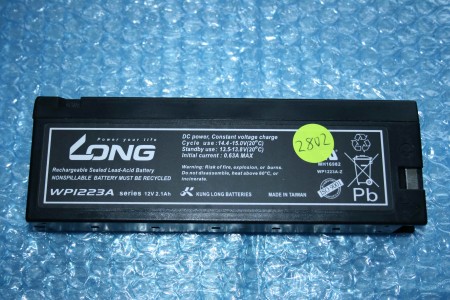 Power your life
LONG
Rechargeable Sealed Lead-Acid Battery
NONSPILLABLE BATTERY MUST BE RECYCLED
WP1223A series 12V 2.1Ah
DC power, Constant voltage charge
Cycle use : 14.4-15.0V(20°C)
Standby use : 13.5-13.8V(20°C)
Initial current : 0.63A MAX
Warning: Risk of fire, explosion, or burns.
Do not disassemble, heat above 60°C, or
incinerate.
KUNG LONG BATTERIES
MADE IN TAIWAN
2802
MH16982
WP1223A-Z
Pb